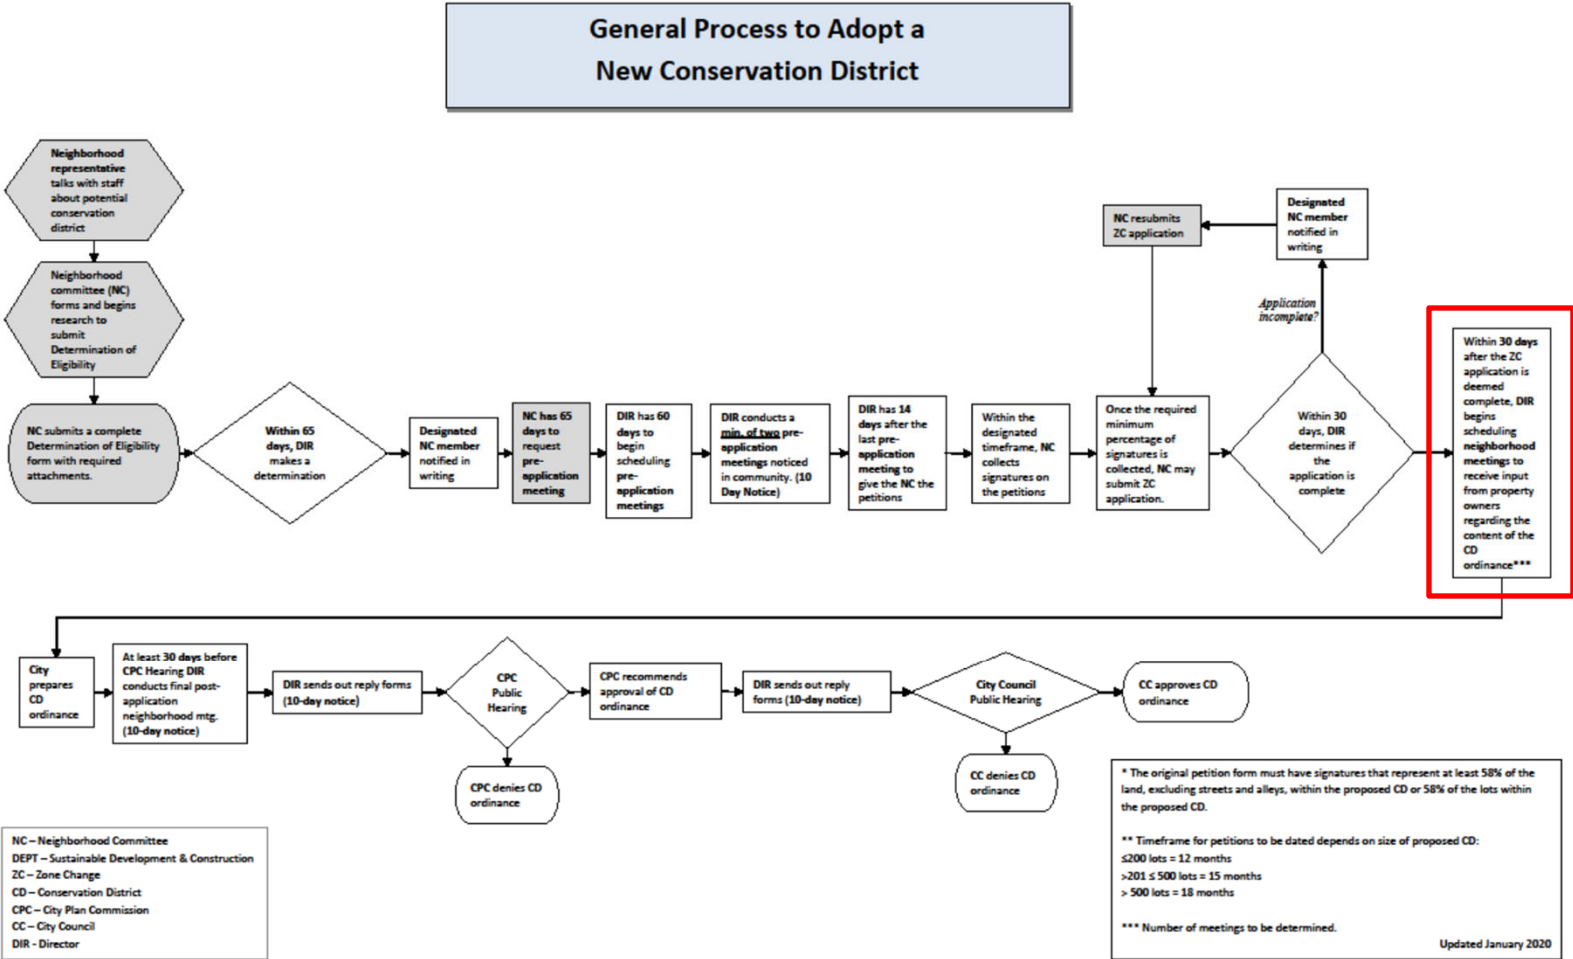 General Process to Adopt a
New Conservation District
Neighborhood
representative
talks with staff
about potential
conservation
district
Neighborhood
committee (NC)
forms and begins
research to
submit
Determination of
Eligibility
NC submits a complete
Determination of Eligibility
form with required
attachments.
Within 65
days, DIR
makes a
determination
Designated
NC member
notified in
writing
NC has 65
days to
request
pre-
application
meeting
DIR has 60
days to
begin
scheduling
pre-
application
meetings
DIR conducts a
min. of two pre-
application
meetings noticed
in community. (10
Day Notice)
DIR has 14
days after the
last pre-
application
meeting to
give the NC the
petitions
Within the
designated
timeframe, NC
collects
signatures on
the petitions
Once the required
minimum
percentage of
signatures is
collected, NC may
submit ZC
application.
Within 30
days, DIR
determines if
the
application is
complete
Application
incomplete?
Designated
NC member
notified in
writing
NC resubmits
ZC application
Within 30 days
after the ZC
application is
deemed
complete, DIR
begins
scheduling
neighborhood
meetings to
receive input
from property
owners
regarding the
content of the
CD
ordinance***
City
prepares
CD
ordinance
At least 30 days before
CPC Hearing DIR
conducts final post-
application
neighborhood mtg.
(10-day notice)
DIR sends out reply forms
(10-day notice)
CPC
Public
Hearing
CPC denies CD
ordinance
CPC recommends
approval of CD
ordinance
DIR sends out reply
forms (10-day notice)
City Council
Public Hearing
CC denies CD
ordinance
CC approves CD
ordinance
NC – Neighborhood Committee
DEPT – Sustainable Development & Construction
ZC – Zone Change
CD – Conservation District
CPC – City Plan Commission
CC – City Council
DIR - Director
* The original petition form must have signatures that represent at least 58% of the
land, excluding streets and alleys, within the proposed CD or 58% of the lots within
the proposed CD.
** Timeframe for petitions to be dated depends on size of proposed CD:
≤200 lots = 12 months
>201 ≤ 500 lots = 15 months
> 500 lots = 18 months
*** Number of meetings to be determined.
Updated January 2020